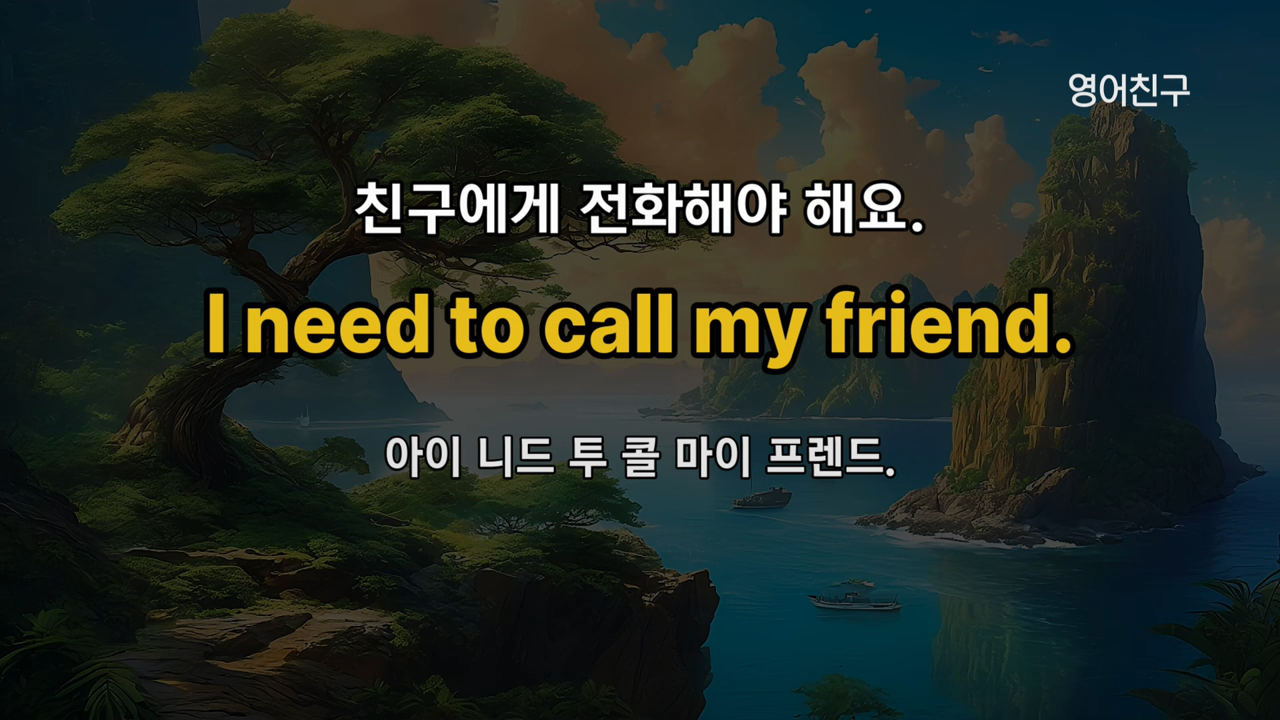 영어친구
친구에게 전화해야 해요.
I need to call my friend.
아이 니드 투 콜 마이 프렌드.